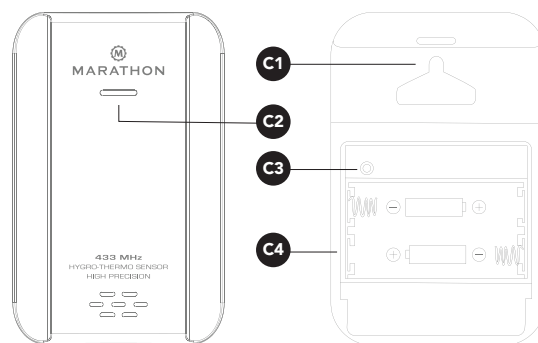 MARATHON
C1
C2
C3
C4
433 MHz
HYGRO-THERMO SENSOR
HIGH PRECISION